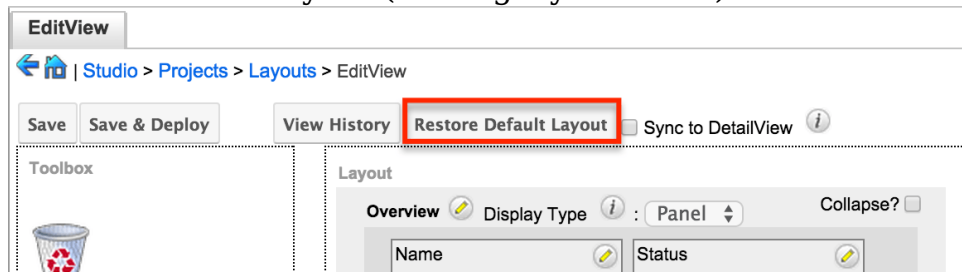 EditView
| Studio > Projects > Layouts > EditView
Save Save & Deploy View History Restore Default Layout Sync to DetailView i
Toolbox
Layout
Overview Display Type i : Panel Collapse?
Name Status